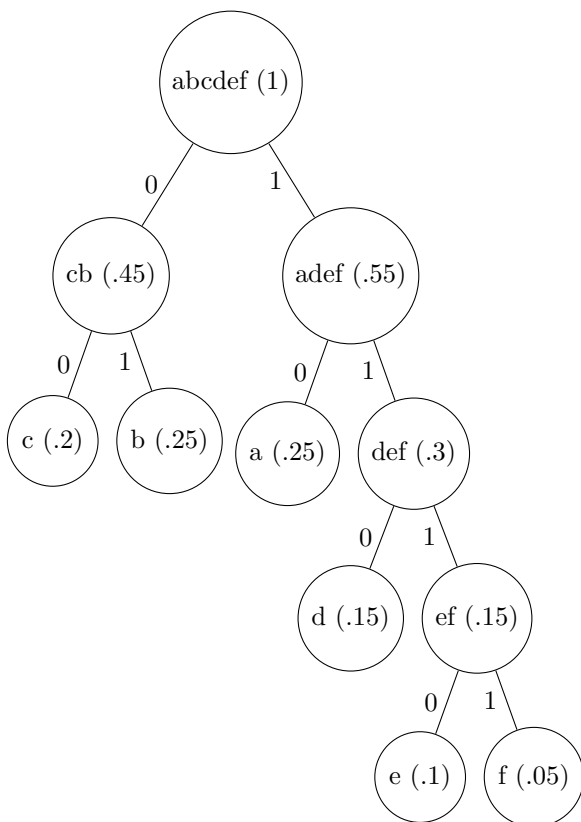 abcdef (1)
0
1
cb (.45)
adef (.55)
0
1
0
1
c (.2)
b (.25)
a (.25)
def (.3)
0
1
d (.15)
ef (.15)
0
1
e (.1)
f (.05)